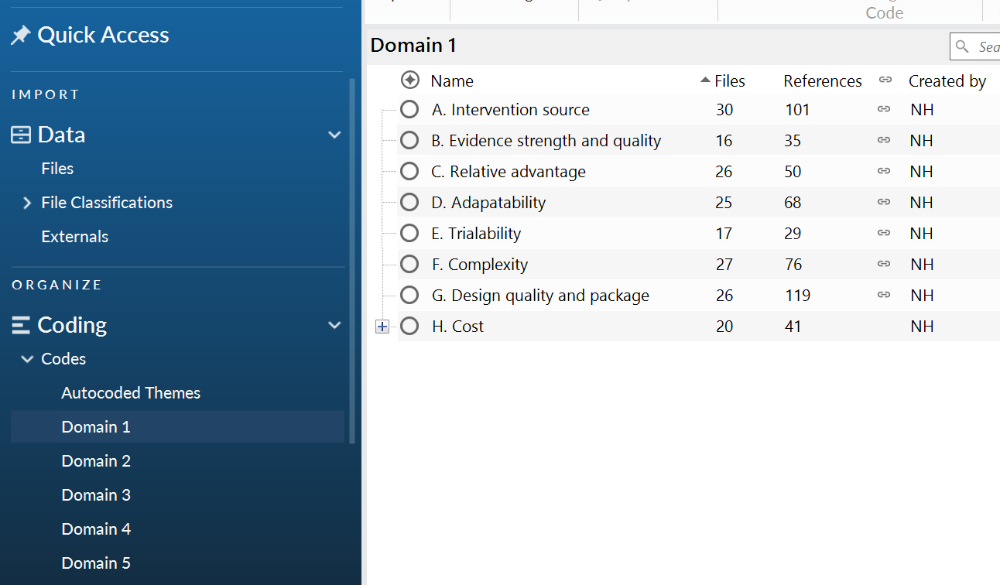 Quick Access
IMPORT
Data
Files
File Classifications
Externals
ORGANIZE
Coding
Codes
Autocoded Themes
Domain 1
Domain 2
Domain 3
Domain 4
Domain 5
Code
Domain 1
Name Files References Created by
A. Intervention source 30 101 NH
B. Evidence strength and quality 16 35 NH
C. Relative advantage 26 50 NH
D. Adapatability 25 68 NH
E. Trialability 17 29 NH
F. Complexity 27 76 NH
G. Design quality and package 26 119 NH
H. Cost 20 41 NH